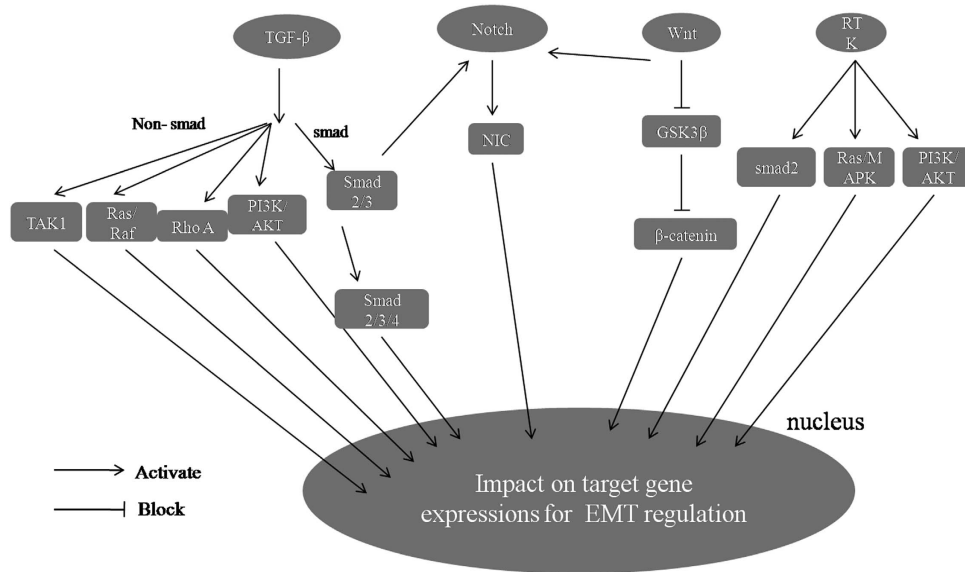 TGF-β
Notch
Wnt
RT
K
Non- smad
smad
NIC
GSK3β
smad2
Ras/M
APK
PI3K/
AKT
TAK1
Ras/
Raf
Rho A
PI3K/
AKT
Smad
2/3
β-catenin
Smad
2/3/4
nucleus
Activate
Block
Impact on target gene
expressions for EMT regulation